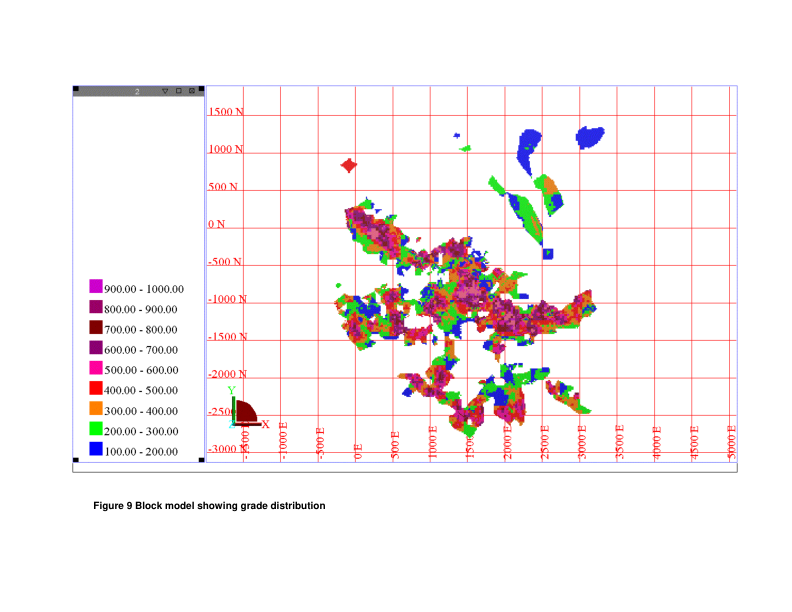 2
1500 N
1000 N
500 N
0 N
-500 N
-1000 N
-1500 N
-2000 N
-2500 N
-3000 N
900.00 - 1000.00
800.00 - 900.00
700.00 - 800.00
600.00 - 700.00
500.00 - 600.00
400.00 - 500.00
300.00 - 400.00
200.00 - 300.00
100.00 - 200.00
Y
X
-1500 E
-1000 E
-500 E
0 E
500 E
1000 E
1500 E
2000 E
2500 E
3000 E
3500 E
4000 E
4500 E
5000 E
Figure 9 Block model showing grade distribution